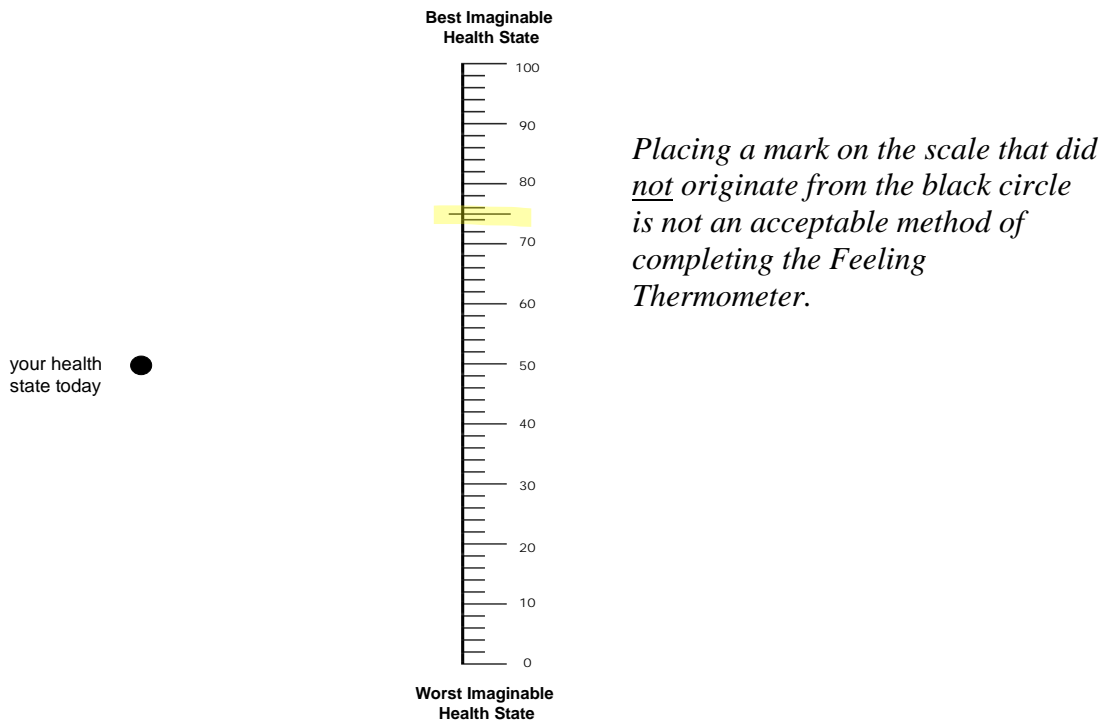 Best Imaginable
Health State
100
90
Placing a mark on the scale that did
not originate from the black circle
is not an acceptable method of
completing the Feeling
Thermometer.
80
70
60
your health
state today
50
40
30
20
10
0
Worst Imaginable
Health State